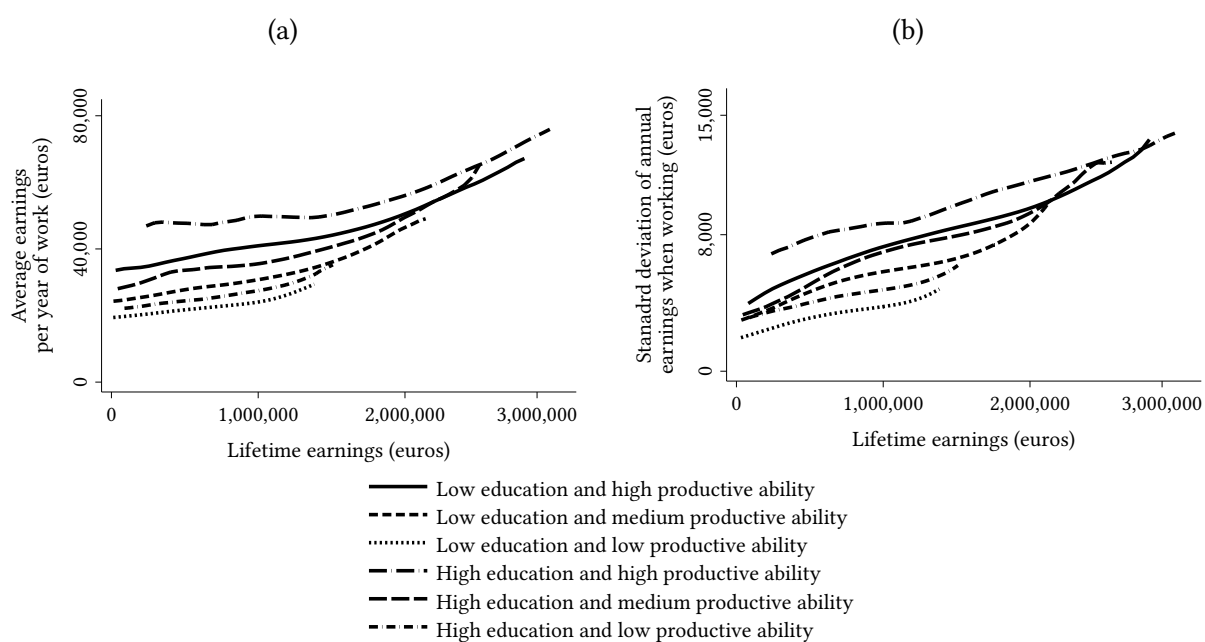 (a)
(b)
Average earnings
per year of work (euros)
80,000
40,000
0
0
1,000,000
2,000,000
3,000,000
Lifetime earnings (euros)
Stanadrd deviation of annual
earnings when working (euros)
15,000
8,000
0
0
1,000,000
2,000,000
3,000,000
Lifetime earnings (euros)
Low education and high productive ability
Low education and medium productive ability
Low education and low productive ability
High education and high productive ability
High education and medium productive ability
High education and low productive ability